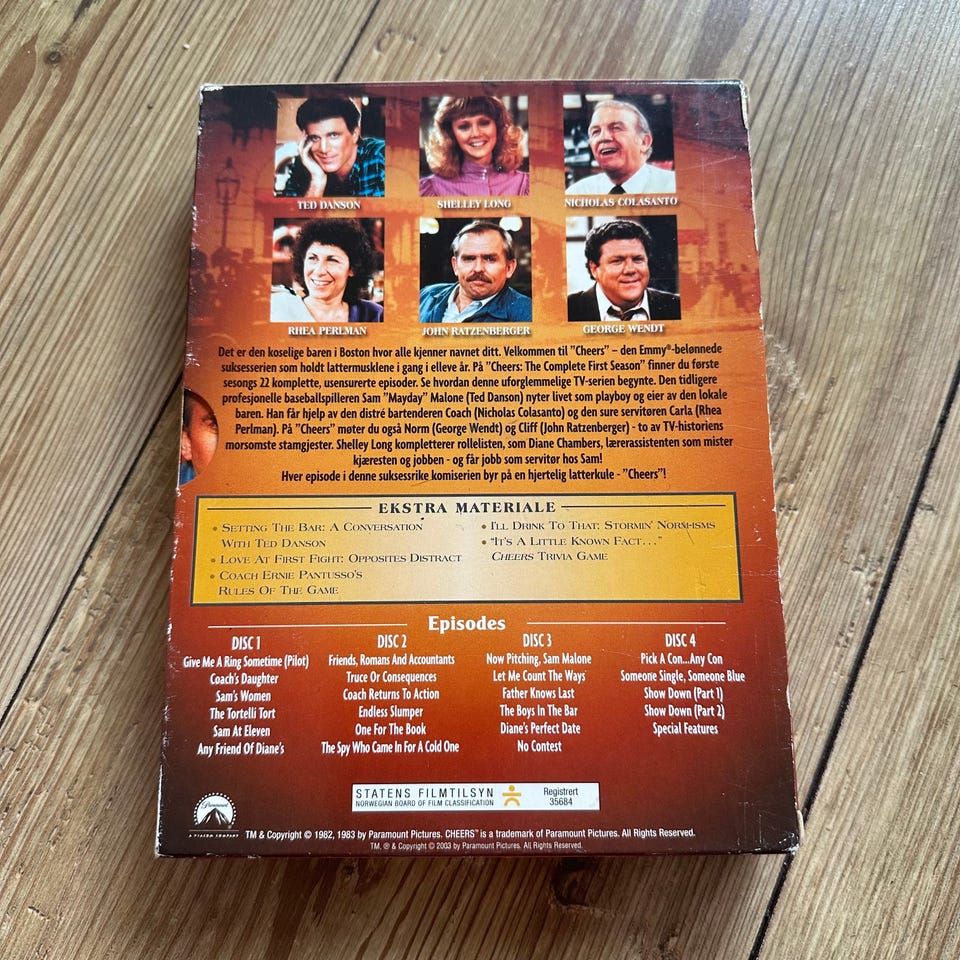 TED DANSON
SHELLEY LONG
NICHOLAS COLASANTO
RHEA PERLMAN
JOHN RATZENBERGER
GEORGE WENDT
Det er den koselige baren i Boston hvor alle kjenner navnet ditt. Velkommen til "Cheers" – den Emmy®-belønnede
suksesserien som holdt lattermusklene i gang i elleve år. På "Cheers: The Complete First Season" finner du første
sesongs 22 komplette, usensurerte episoder. Se hvordan denne uforglemmelige TV-serien begynte. Den tidligere
profesjonelle baseballspilleren Sam "Mayday" Malone (Ted Danson) nyter livet som playboy og eier av den lokale
baren. Han får hjelp av den distré bartenderen Coach (Nicholas Colasanto) og den sure servitøren Carla (Rhea
Perlman). På "Cheers" møter du også Norm (George Wendt) og Cliff (John Ratzenberger) - to av TV-historiens
morsomste stamgjester. Shelley Long kompletterer rollelisten, som Diane Chambers, lærerassistenten som mister
kjæresten og jobben - og får jobb som servitør hos Sam!
Hver episode i denne suksessrike komiserien byr på en hjertelig latterkule - "Cheers"!
EKSTRA MATERIALE
• SETTING THE BAR: A CONVERSATION
WITH TED DANSON
• LOVE AT FIRST FIGHT: OPPOSITES DISTRACT
• COACH ERNIE PANTUSSO'S
RULES OF THE GAME
• I'LL DRINK TO THAT: STORMIN' NORM-ISMS
• "IT'S A LITTLE KNOWN FACT..."
CHEERS TRIVIA GAME
Episodes
DISC 1
Give Me A Ring Sometime (Pilot)
Coach's Daughter
Sam's Women
The Tortelli Tort
Sam At Eleven
Any Friend Of Diane's
DISC 2
Friends, Romans And Accountants
Truce Or Consequences
Coach Returns To Action
Endless Slumper
One For The Book
The Spy Who Came In For A Cold One
DISC 3
Now Pitching, Sam Malone
Let Me Count The Ways
Father Knows Last
The Boys In The Bar
Diane's Perfect Date
No Contest
DISC 4
Pick A Con...Any Con
Someone Single, Someone Blue
Show Down (Part 1)
Show Down (Part 2)
Special Features
STATENS FILMTILSYN
NORWEGIAN BOARD OF FILM CLASSIFICATION
Registrert
35684
Paramount
A VIACOM COMPANY
TM & Copyright © 1982, 1983 by Paramount Pictures. CHEERS™ is a trademark of Paramount Pictures. All Rights Reserved.
TM, ® & Copyright © 2003 by Paramount Pictures. All Rights Reserved.